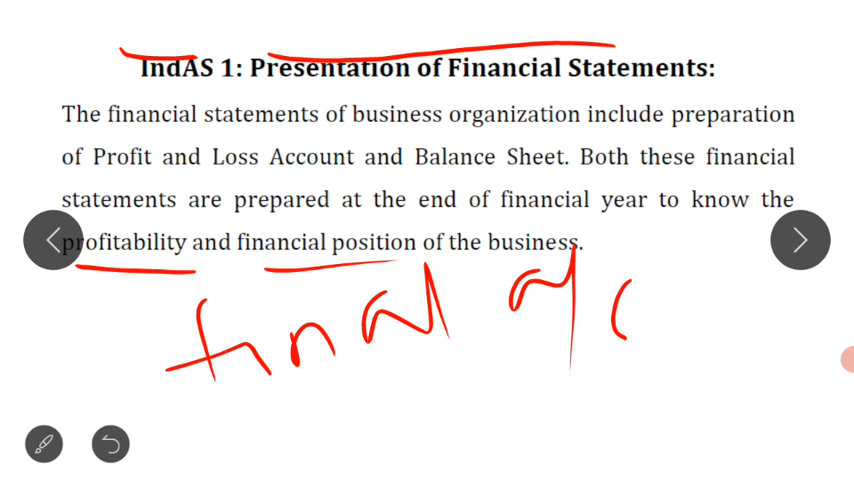 IndAS 1: Presentation of Financial Statements:
The financial statements of business organization include preparation
of Profit and Loss Account and Balance Sheet. Both these financial
statements are prepared at the end of financial year to know the
profitability and financial position of the business.
final a/c